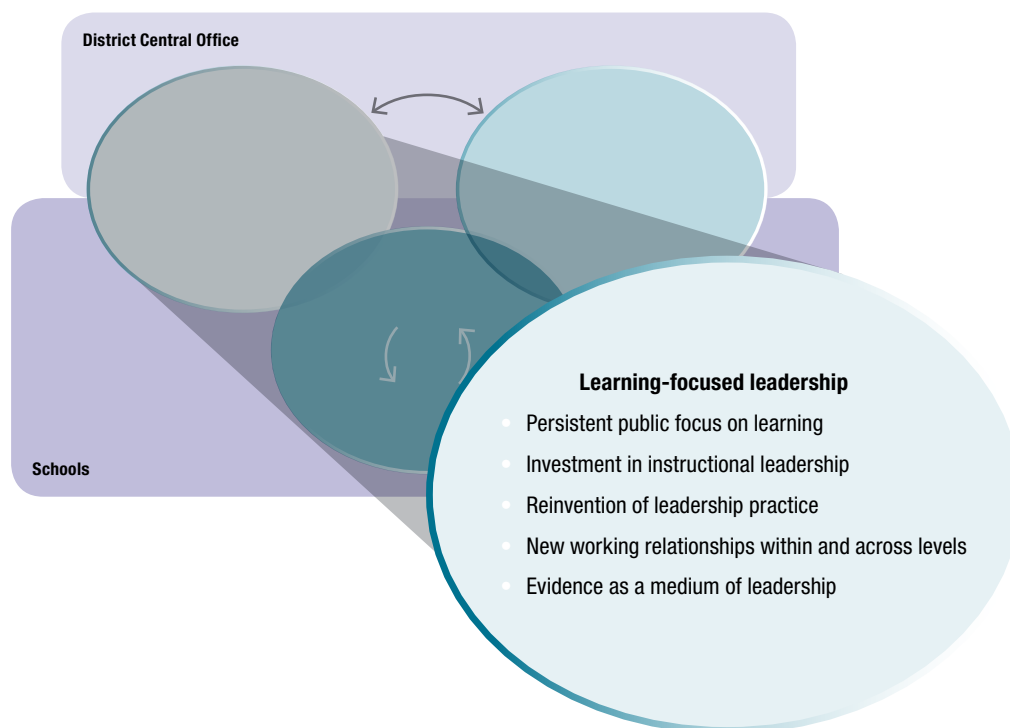 District Central Office
Schools
Learning-focused leadership
Persistent public focus on learning
Investment in instructional leadership
Reinvention of leadership practice
New working relationships within and across levels
Evidence as a medium of leadership